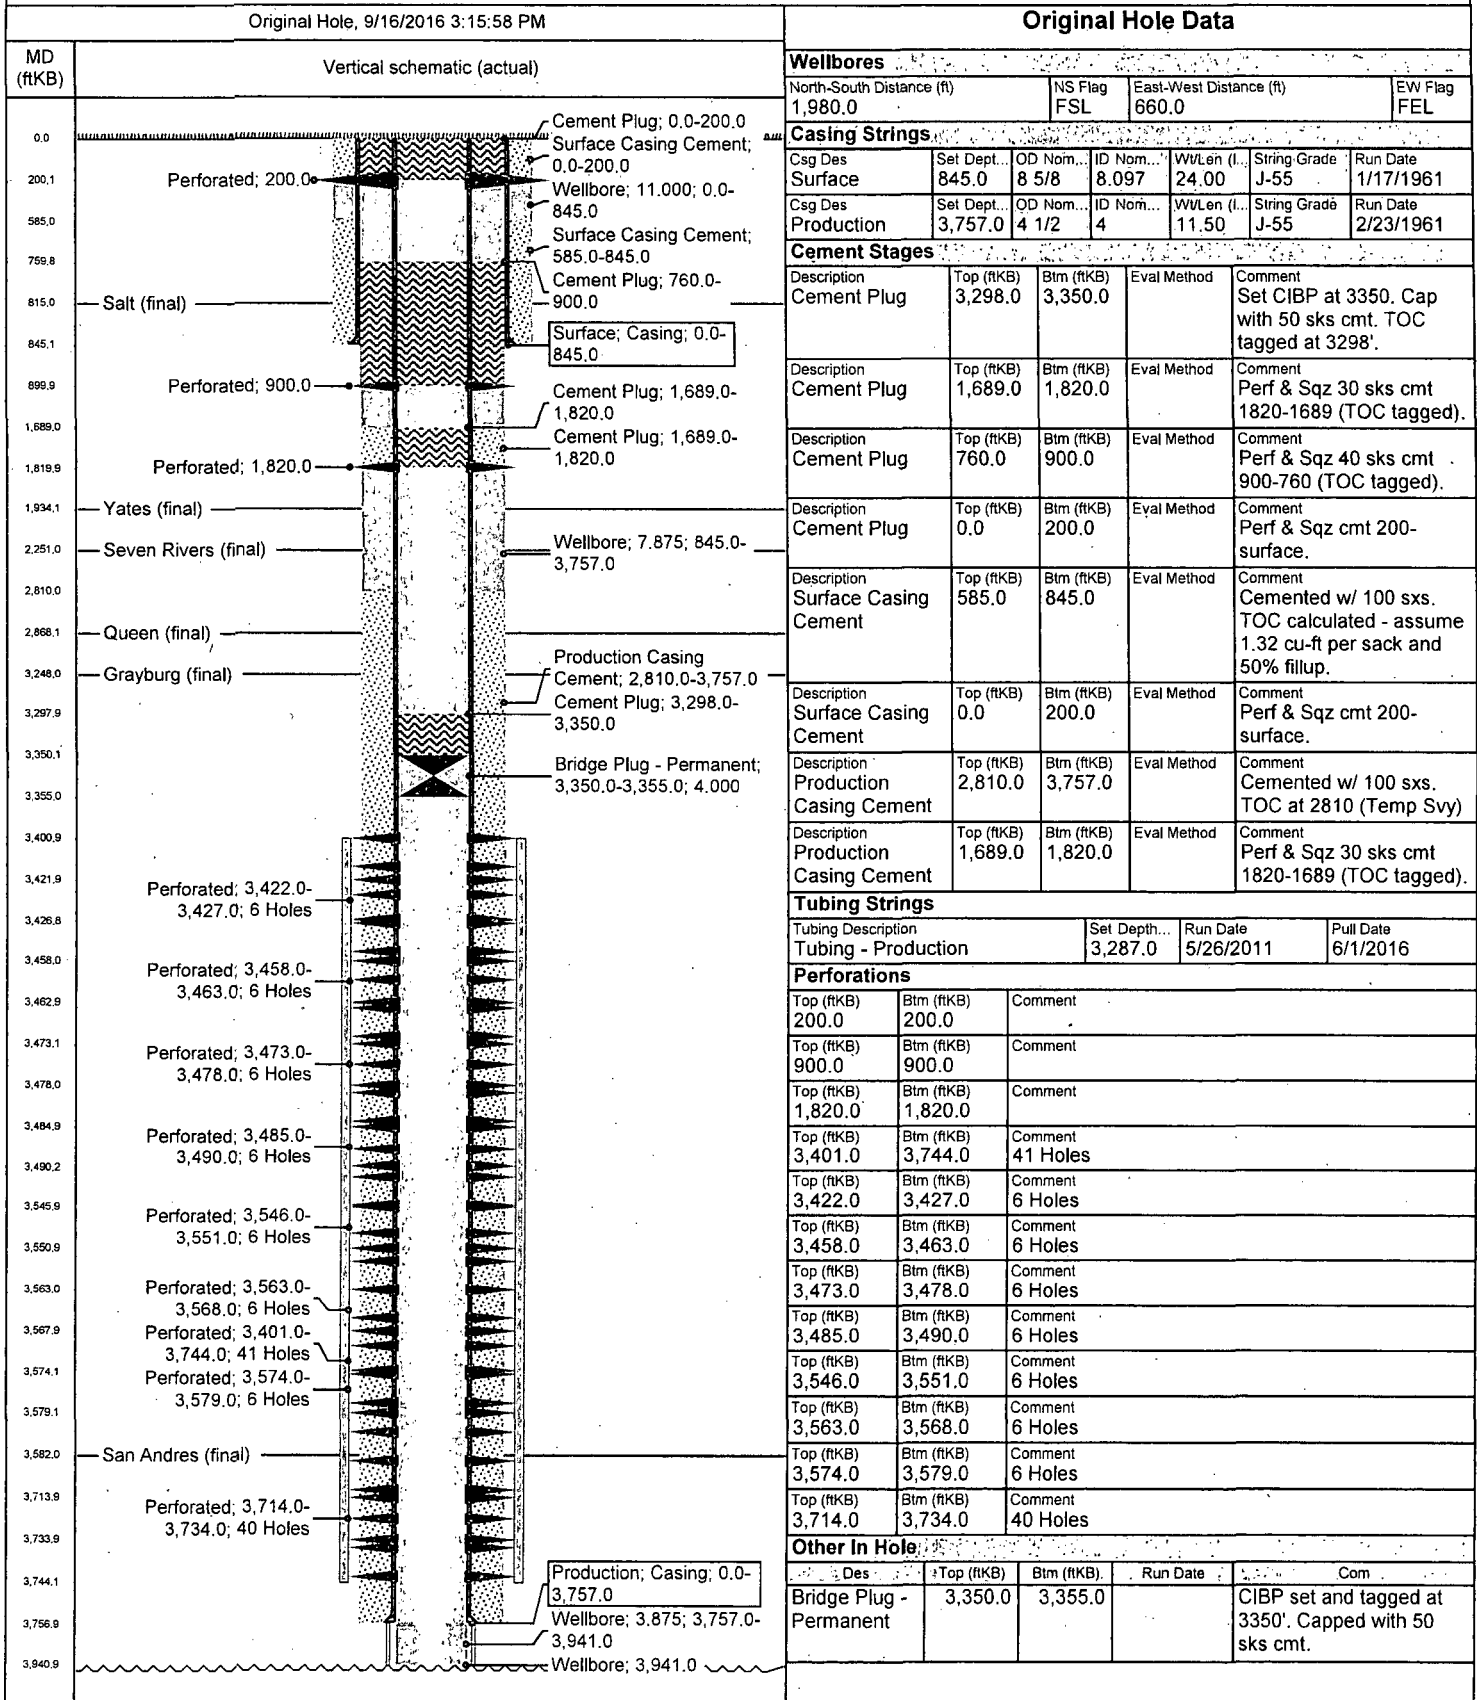 Original Hole, 9/16/2016 3:15:58 PM
MD
(ftKB)
Vertical schematic (actual)
0.0
200.1
585.0
759.8
815.0
845.1
899.9
1,689.0
1,819.9
1,934.1
2,251.0
2,810.0
2,868.1
3,248.0
3,297.9
3,350.1
3,355.0
3,400.9
3,421.9
3,426.8
3,458.0
3,462.9
3,473.1
3,478.0
3,484.9
3,490.2
3,545.9
3,550.9
3,563.0
3,567.9
3,574.1
3,579.1
3,582.0
3,713.9
3,733.9
3,744.1
3,756.9
3,940.9
Perforated; 200.0
Salt (final)
Perforated; 900.0
Perforated; 1,820.0
Yates (final)
Seven Rivers (final)
Queen (final)
Grayburg (final)
Perforated; 3,422.0-
3,427.0; 6 Holes
Perforated; 3,458.0-
3,463.0; 6 Holes
Perforated; 3,473.0-
3,478.0; 6 Holes
Perforated; 3,485.0-
3,490.0; 6 Holes
Perforated; 3,546.0-
3,551.0; 6 Holes
Perforated; 3,563.0-
3,568.0; 6 Holes
Perforated; 3,401.0-
3,744.0; 41 Holes
Perforated; 3,574.0-
3,579.0; 6 Holes
San Andres (final)
Perforated; 3,714.0-
3,734.0; 40 Holes
Cement Plug; 0.0-200.0
Surface Casing Cement;
0.0-200.0
Wellbore; 11.000; 0.0-
845.0
Surface Casing Cement;
585.0-845.0
Cement Plug; 760.0-
900.0
Surface; Casing; 0.0-
845.0
Cement Plug; 1,689.0-
1,820.0
Cement Plug; 1,689.0-
1,820.0
Wellbore; 7.875; 845.0-
3,757.0
Production Casing
Cement; 2,810.0-3,757.0
Cement Plug; 3,298.0-
3,350.0
Bridge Plug - Permanent;
3,350.0-3,355.0; 4.000
Production; Casing; 0.0-
3,757.0
Wellbore; 3.875; 3,757.0-
3,941.0
Wellbore; 3,941.0
Original Hole Data
Wellbores
North-South Distance (ft) NS Flag East-West Distance (ft) EW Flag
1,980.0 FSL 660.0 FEL
Casing Strings
Csg Des Set Dept... OD Nom... ID Nom... Wt/Len (l... String Grade Run Date
Surface 845.0 8 5/8 8.097 24.00 J-55 1/17/1961
Csg Des Set Dept... OD Nom... ID Nom... Wt/Len (l... String Grade Run Date
Production 3,757.0 4 1/2 4 11.50 J-55 2/23/1961
Cement Stages
Description Top (ftKB) Btm (ftKB) Eval Method Comment
Cement Plug 3,298.0 3,350.0 Set CIBP at 3350. Cap
with 50 sks cmt. TOC
tagged at 3298'.
Description Top (ftKB) Btm (ftKB) Eval Method Comment
Cement Plug 1,689.0 1,820.0 Perf & Sqz 30 sks cmt
1820-1689 (TOC tagged).
Description Top (ftKB) Btm (ftKB) Eval Method Comment
Cement Plug 760.0 900.0 Perf & Sqz 40 sks cmt
900-760 (TOC tagged).
Description Top (ftKB) Btm (ftKB) Eval Method Comment
Cement Plug 0.0 200.0 Perf & Sqz cmt 200-
surface.
Description Top (ftKB) Btm (ftKB) Eval Method Comment
Surface Casing 585.0 845.0 Cemented w/ 100 sxs.
Cement TOC calculated - assume
1.32 cu-ft per sack and
50% fillup.
Description Top (ftKB) Btm (ftKB) Eval Method Comment
Surface Casing 0.0 200.0 Perf & Sqz cmt 200-
Cement surface.
Description Top (ftKB) Btm (ftKB) Eval Method Comment
Production 2,810.0 3,757.0 Cemented w/ 100 sxs.
Casing Cement TOC at 2810 (Temp Svy)
Description Top (ftKB) Btm (ftKB) Eval Method Comment
Production 1,689.0 1,820.0 Perf & Sqz 30 sks cmt
Casing Cement 1820-1689 (TOC tagged).
Tubing Strings
Tubing Description Set Depth... Run Date Pull Date
Tubing - Production 3,287.0 5/26/2011 6/1/2016
Perforations
Top (ftKB) Btm (ftKB) Comment
200.0 200.0
Top (ftKB) Btm (ftKB) Comment
900.0 900.0
Top (ftKB) Btm (ftKB) Comment
1,820.0 1,820.0
Top (ftKB) Btm (ftKB) Comment
3,401.0 3,744.0 41 Holes
Top (ftKB) Btm (ftKB) Comment
3,422.0 3,427.0 6 Holes
Top (ftKB) Btm (ftKB) Comment
3,458.0 3,463.0 6 Holes
Top (ftKB) Btm (ftKB) Comment
3,473.0 3,478.0 6 Holes
Top (ftKB) Btm (ftKB) Comment
3,485.0 3,490.0 6 Holes
Top (ftKB) Btm (ftKB) Comment
3,546.0 3,551.0 6 Holes
Top (ftKB) Btm (ftKB) Comment
3,563.0 3,568.0 6 Holes
Top (ftKB) Btm (ftKB) Comment
3,574.0 3,579.0 6 Holes
Top (ftKB) Btm (ftKB) Comment
3,714.0 3,734.0 40 Holes
Other In Hole
Des Top (ftKB) Btm (ftKB) Run Date Com
Bridge Plug - 3,350.0 3,355.0 CIBP set and tagged at
Permanent 3350'. Capped with 50
sks cmt.